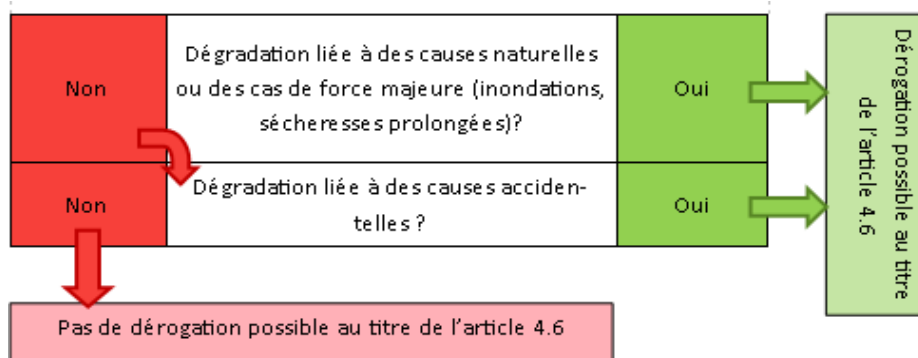 Non
Dégradation liée à des causes naturelles
ou des cas de force majeure (inondations,
sécheresses prolongées)?
Oui
Non
Dégradation liée à des causes acciden-
telles ?
Oui
Dérogation possible au titre
de l'article 4.6
Pas de dérogation possible au titre de l'article 4.6